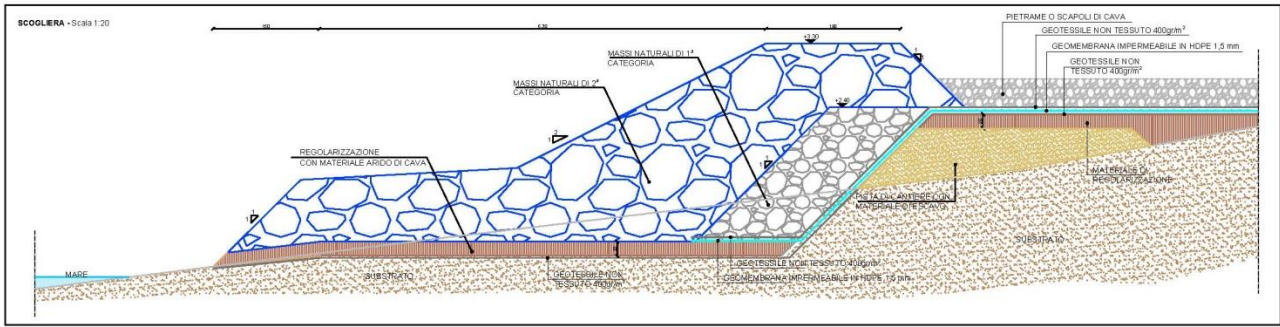 SCOGLIERA - Scala 1:20
PIETRAME O SCAPOLI DI CAVA
GEOTESSILE NON TESSUTO 400gr/m²
GEOMEMBRANA IMPERMEABILE IN HDPE 1,5 mm
GEOTESSILE NON
TESSUTO 400gr/m²
+3.30
MASSI NATURALI DI 1ª
CATEGORIA
MASSI NATURALI DI 2ª
CATEGORIA
+2.40
REGOLARIZZAZIONE
CON MATERIALE ARIDO DI CAVA
MATERIALE DI
REGOLARIZZAZIONE
PISTA DI CANTIERE CON
MATERIALE DI ESCAVO
SUBSTRATO
GEOTESSILE NON TESSUTO 400gr/m²
MARE
SUBSTRATO
GEOTESSILE NON
TESSUTO 400gr/m²
GEOMEMBRANA IMPERMEABILE IN HDPE 1,5 mm